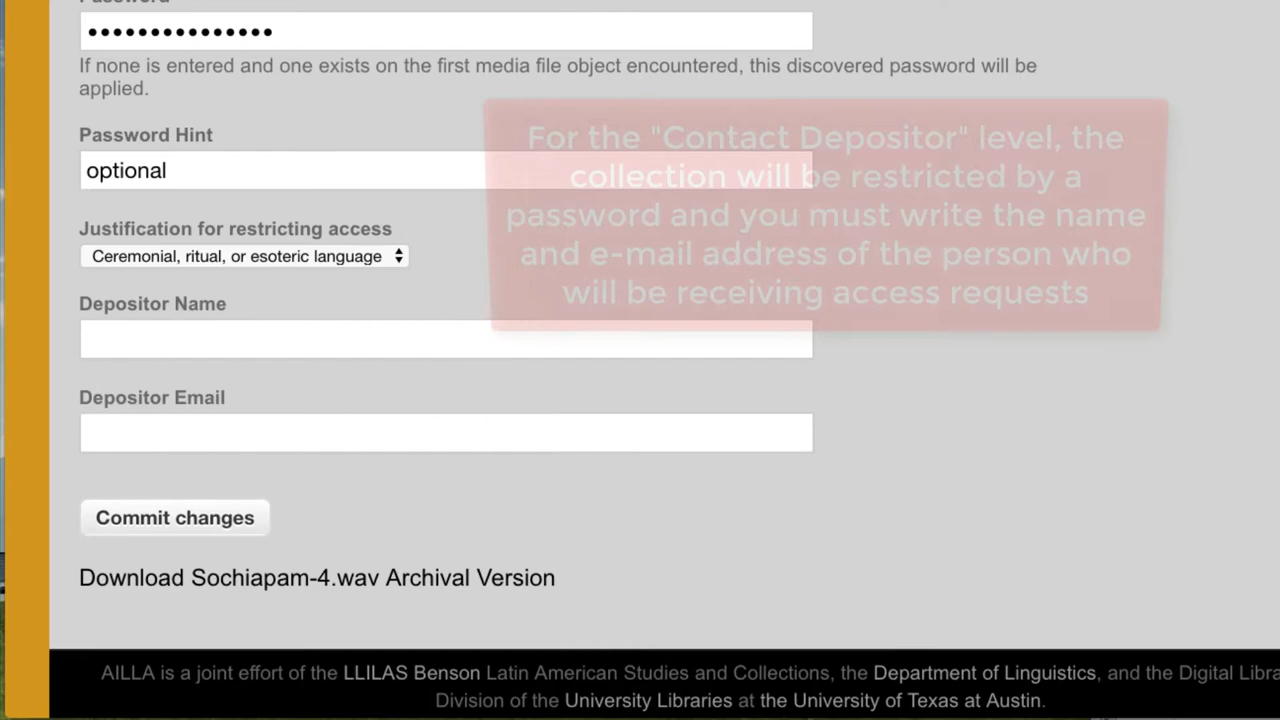 Password
•••••••••••••••
If none is entered and one exists on the first media file object encountered, this discovered password will be
applied.
Password Hint
optional
For the "Contact Depositor" level, the
collection will be restricted by a
password and you must write the name
and e-mail address of the person who
will be receiving access requests
Justification for restricting access
Ceremonial, ritual, or esoteric language
Depositor Name
Depositor Email
Commit changes
Download Sochiapam-4.wav Archival Version
AILLA is a joint effort of the LLILAS Benson Latin American Studies and Collections, the Department of Linguistics, and the Digital
Division of the University Libraries at the University of Texas at Austin.